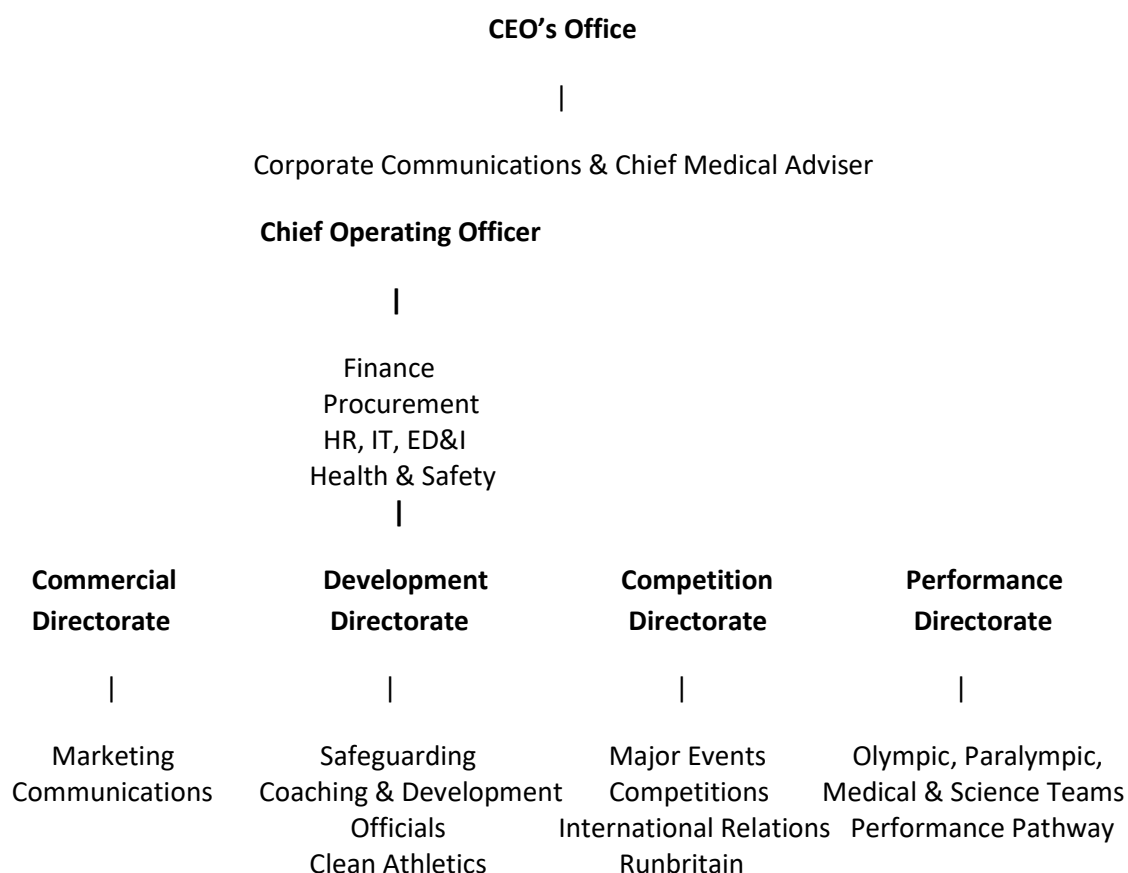 CEO’s Office
|
Corporate Communications & Chief Medical Adviser
Chief Operating Officer
|
Finance
Procurement
HR, IT, ED&I
Health & Safety
|
Commercial Development Competition Performance
Directorate Directorate Directorate Directorate
| | | |
Marketing Safeguarding Major Events Olympic, Paralympic,
Communications Coaching & Development Competitions Medical & Science Teams
Officials International Relations Performance Pathway
Clean Athletics Runbritain